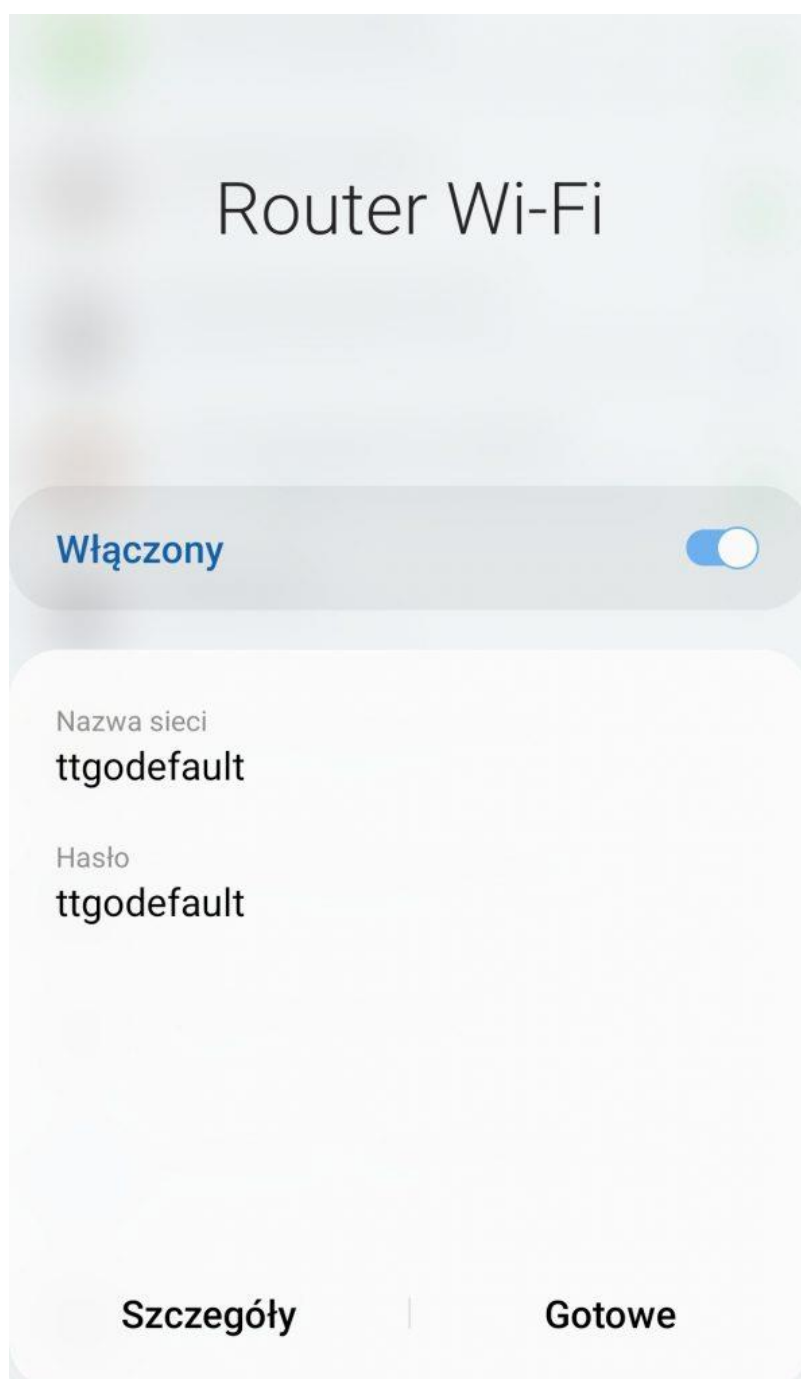 Router Wi-Fi
Włączony
Nazwa sieci
ttgodefault
Hasło
ttgodefault
Szczegóły
Gotowe